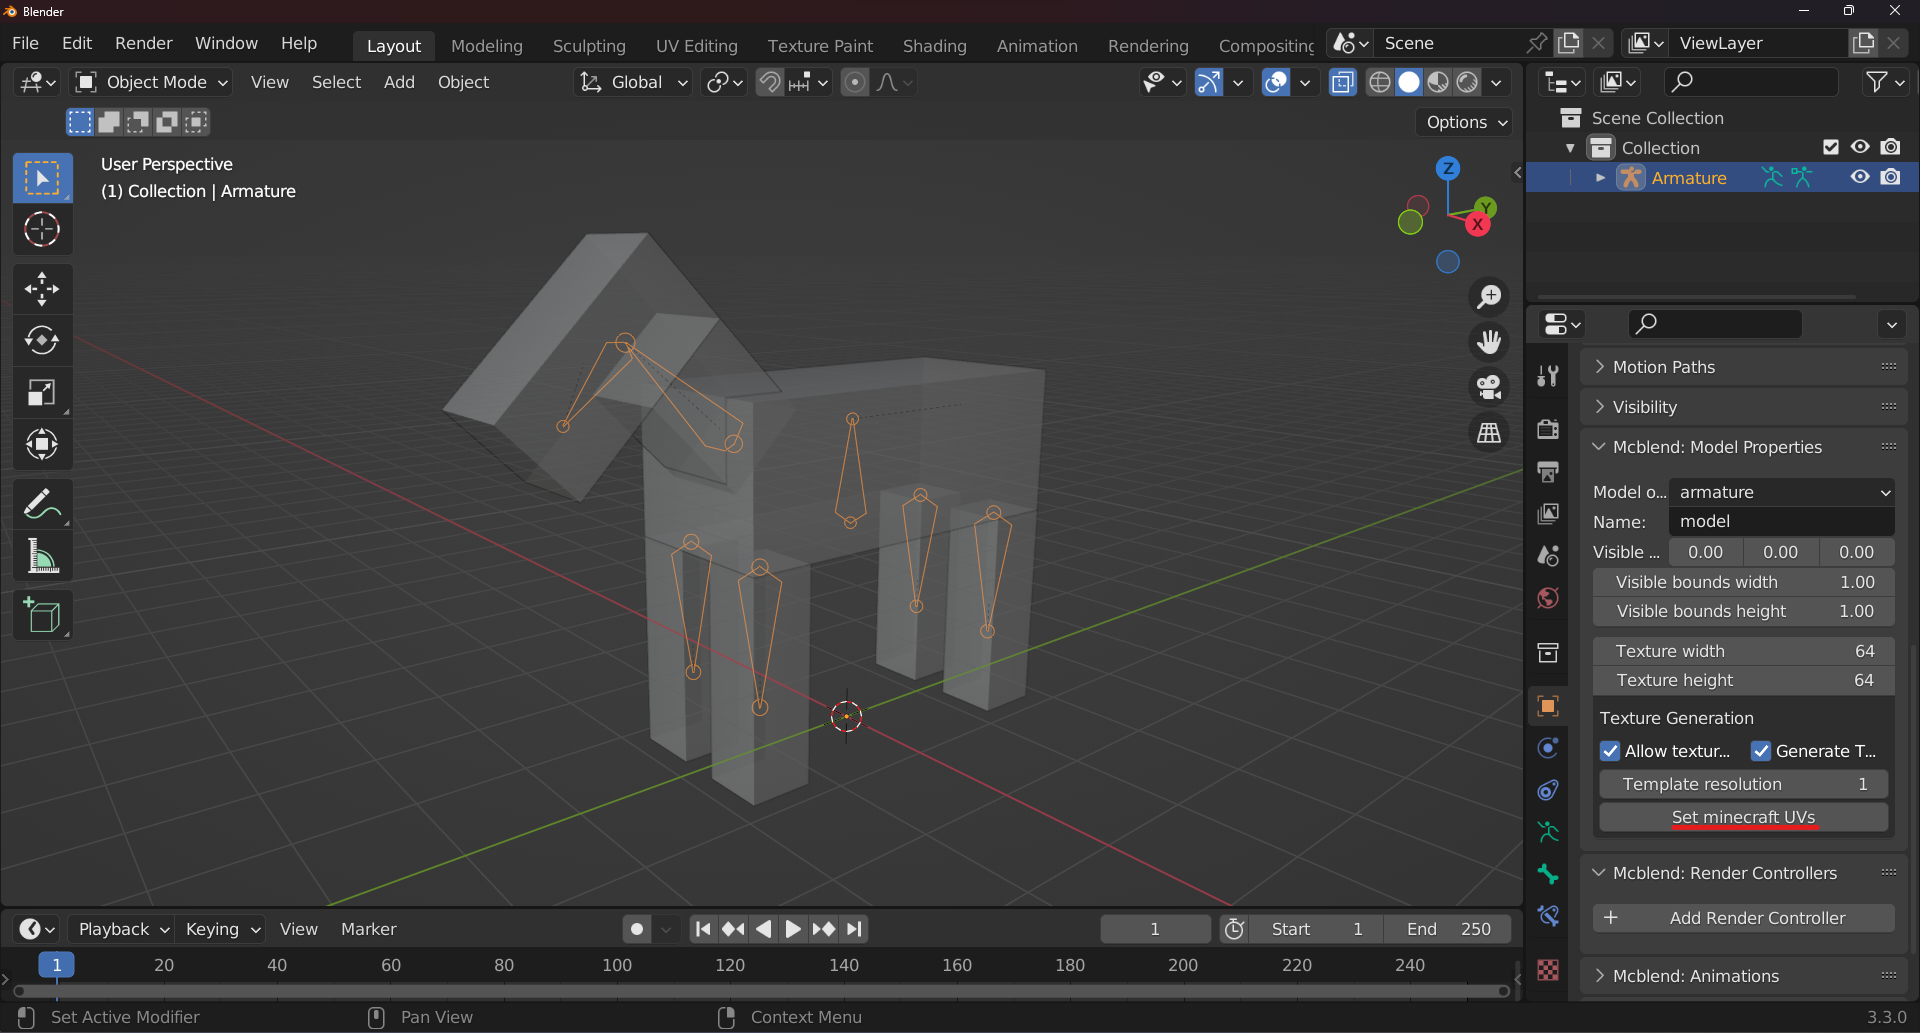 Blender
File Edit Render Window Help
Layout Modeling Sculpting UV Editing Texture Paint Shading Animation Rendering Compositing
Scene
ViewLayer
Object Mode View Select Add Object
Global
Options
User Perspective
(1) Collection | Armature
Z
Y
X
Scene Collection
Collection
Armature
Motion Paths
Visibility
Mcblend: Model Properties
Model o... armature
Name: model
Visible ... 0.00 0.00 0.00
Visible bounds width 1.00
Visible bounds height 1.00
Texture width 64
Texture height 64
Texture Generation
Allow textur... Generate T...
Template resolution 1
Set minecraft UVs
Mcblend: Render Controllers
Add Render Controller
Mcblend: Animations
Playback Keying View Marker
1 Start 1 End 250
1 20 40 60 80 100 120 140 160 180 200 220 240
Set Active Modifier Pan View Context Menu 3.3.0